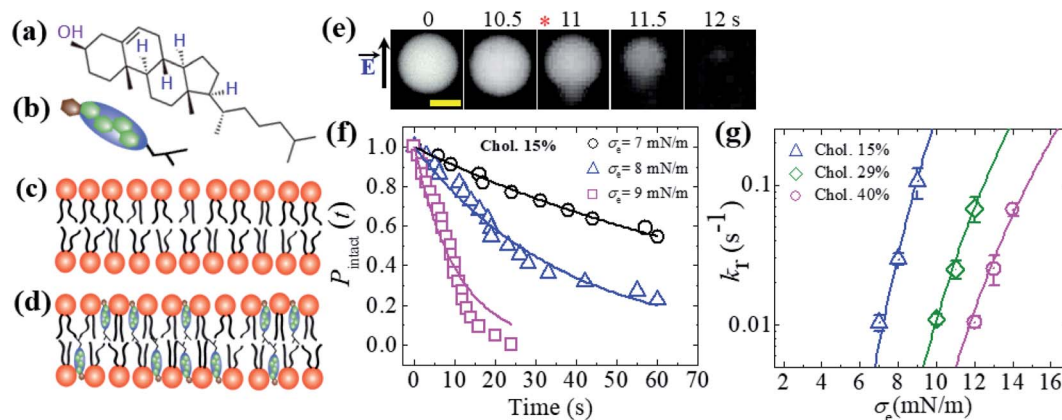 (a)
OH
H
H
H
H
(b)
(c)
(d)
(e)
0 10.5 * 11 11.5 12 s
E
(f)
Chol. 15%
σe = 7 mN/m
σe = 8 mN/m
σe = 9 mN/m
Pintact (t)
1.0
0.8
0.6
0.4
0.2
0.0
0 10 20 30 40 50 60 70
Time (s)
(g)
Chol. 15%
Chol. 29%
Chol. 40%
kr (s⁻¹)
0.1
0.01
2 4 6 8 10 12 14 16
σe(mN/m)